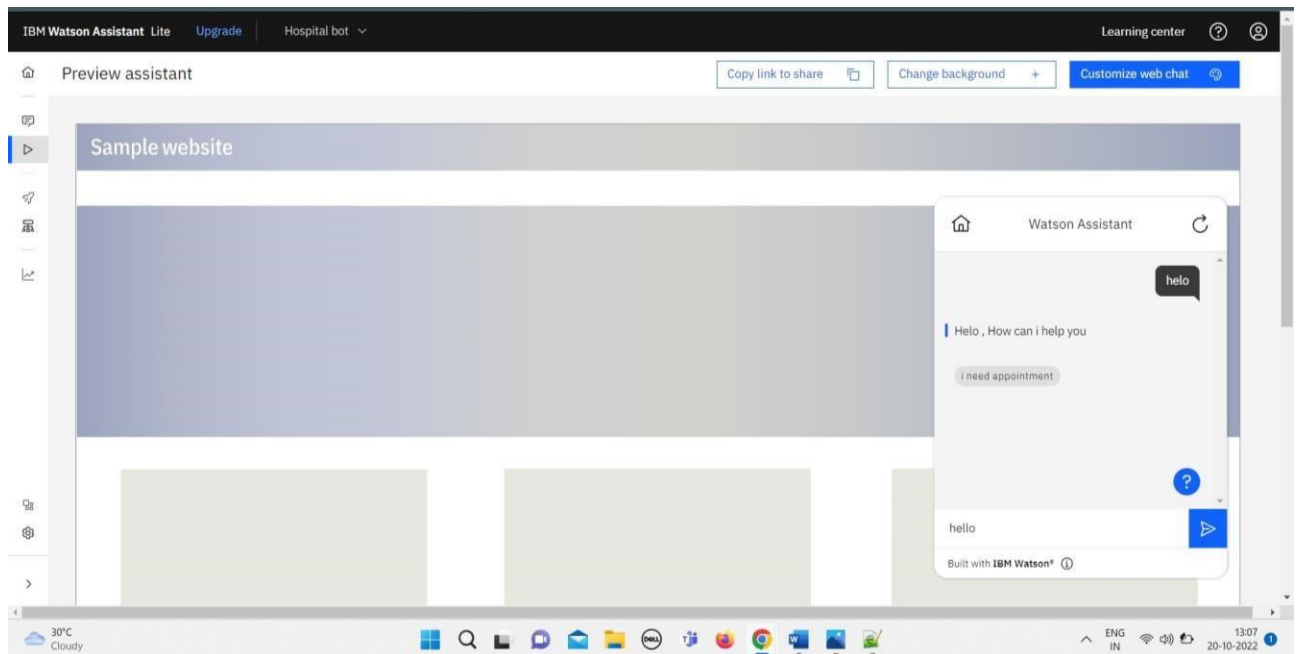 IBM Watson Assistant Lite Upgrade Hospital bot Learning center
Preview assistant Copy link to share Change background + Customize web chat
Sample website
Watson Assistant
helo
Helo , How can i help you
i need appointment
?
hello
Built with IBM Watson®
30°C
Cloudy
DELL
ENG
IN
13:07
20-10-2022
1